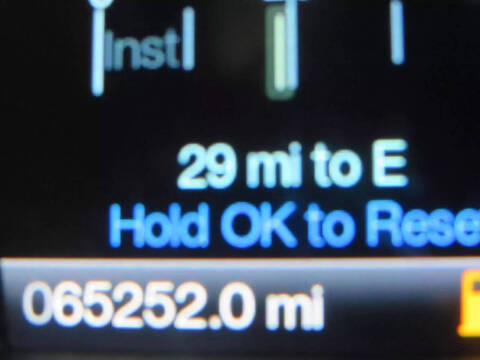 Inst
29 mi to E
Hold OK to Rese
065252.0 mi